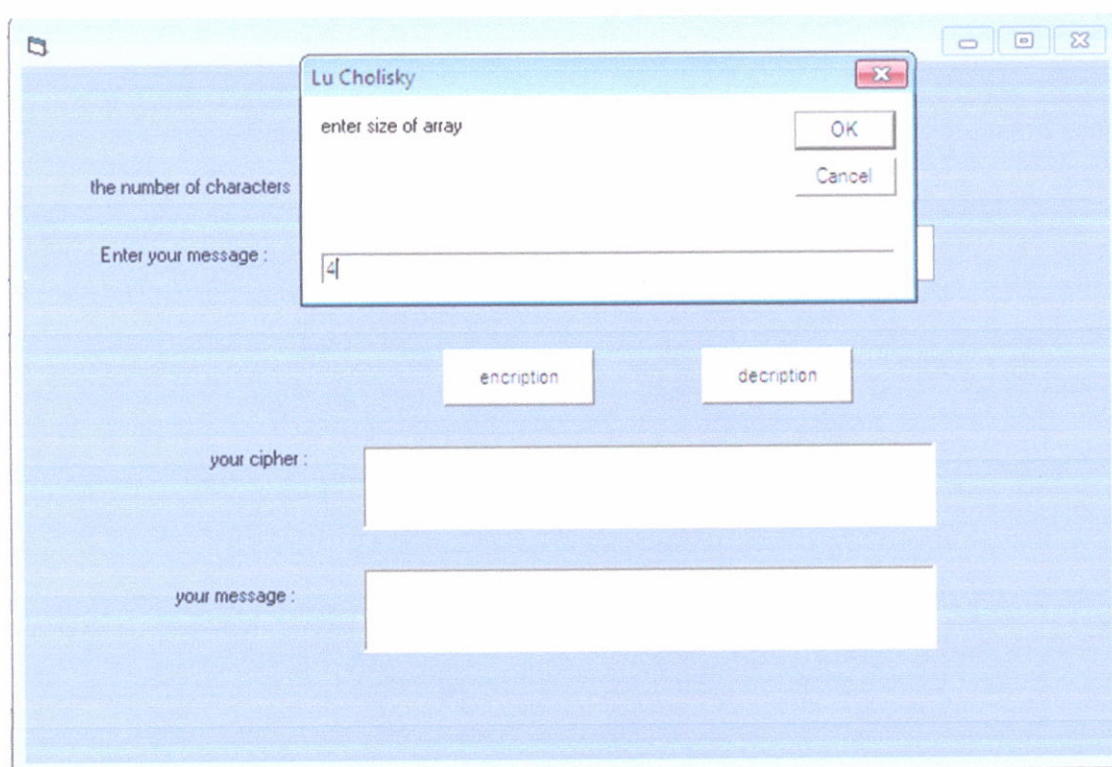 Lu Cholisky
enter size of array
OK
Cancel
the number of characters
Enter your message :
4
encription
decription
your cipher :
your message :